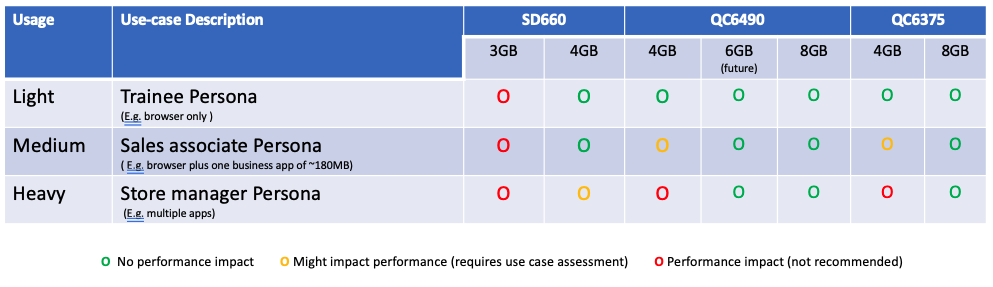 Usage Use-case Description SD660 QC6490 QC6375
3GB 4GB 4GB 6GB 8GB 4GB 8GB
(future)
Light Trainee Persona O O O O O O O
(E.g. browser only )
Medium Sales associate Persona O O O O O O O
( E.g. browser plus one business app of ~180MB)
Heavy Store manager Persona O O O O O O O
(E.g. multiple apps)
O No performance impact O Might impact performance (requires use case assessment) O Performance impact (not recommended)